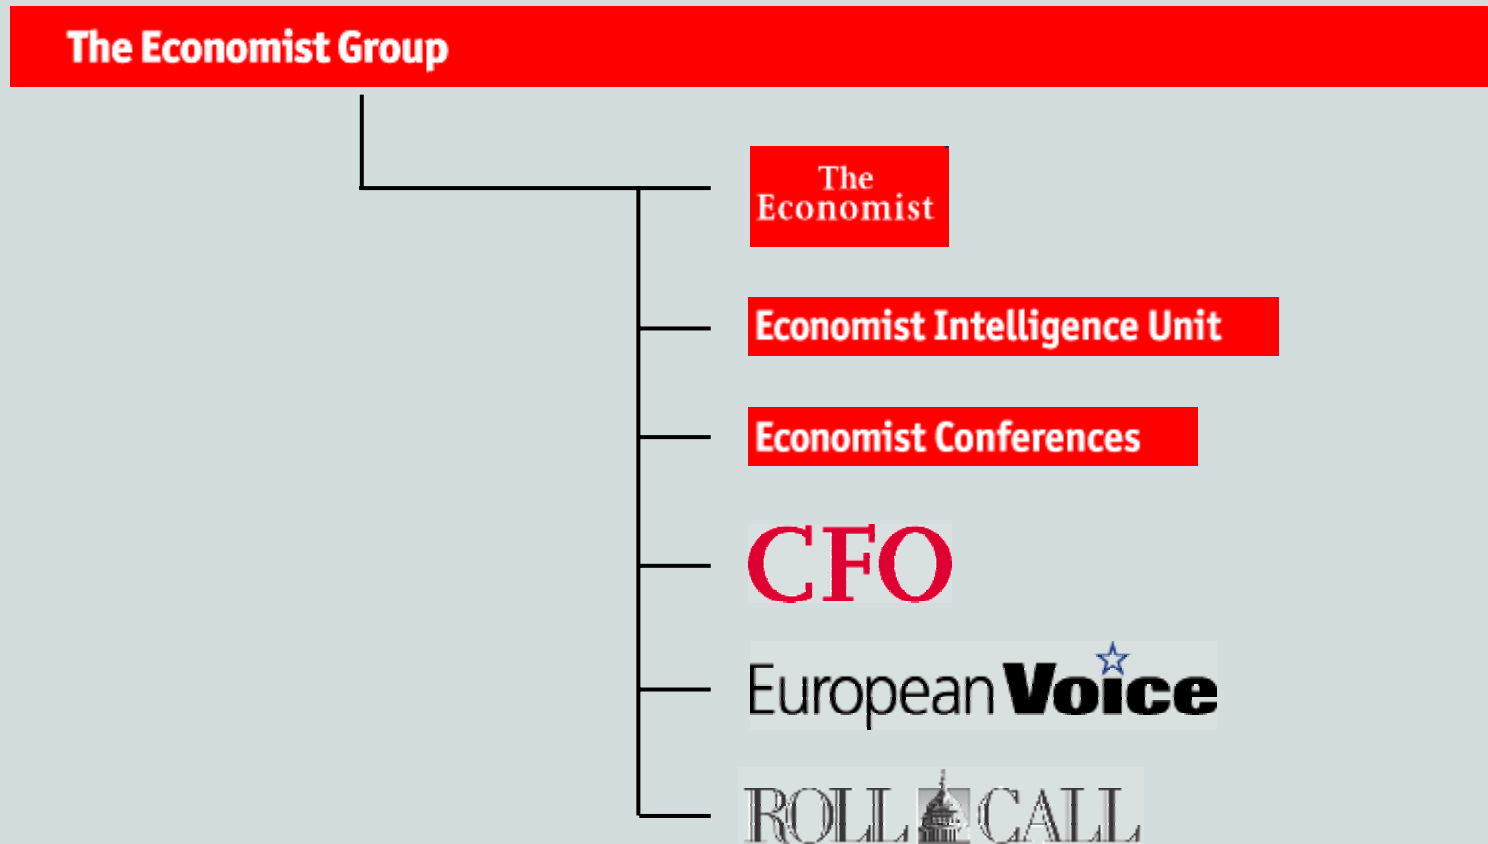 The Economist Group
The
Economist
Economist Intelligence Unit
Economist Conferences
CFO
European Voice
ROLL CALL